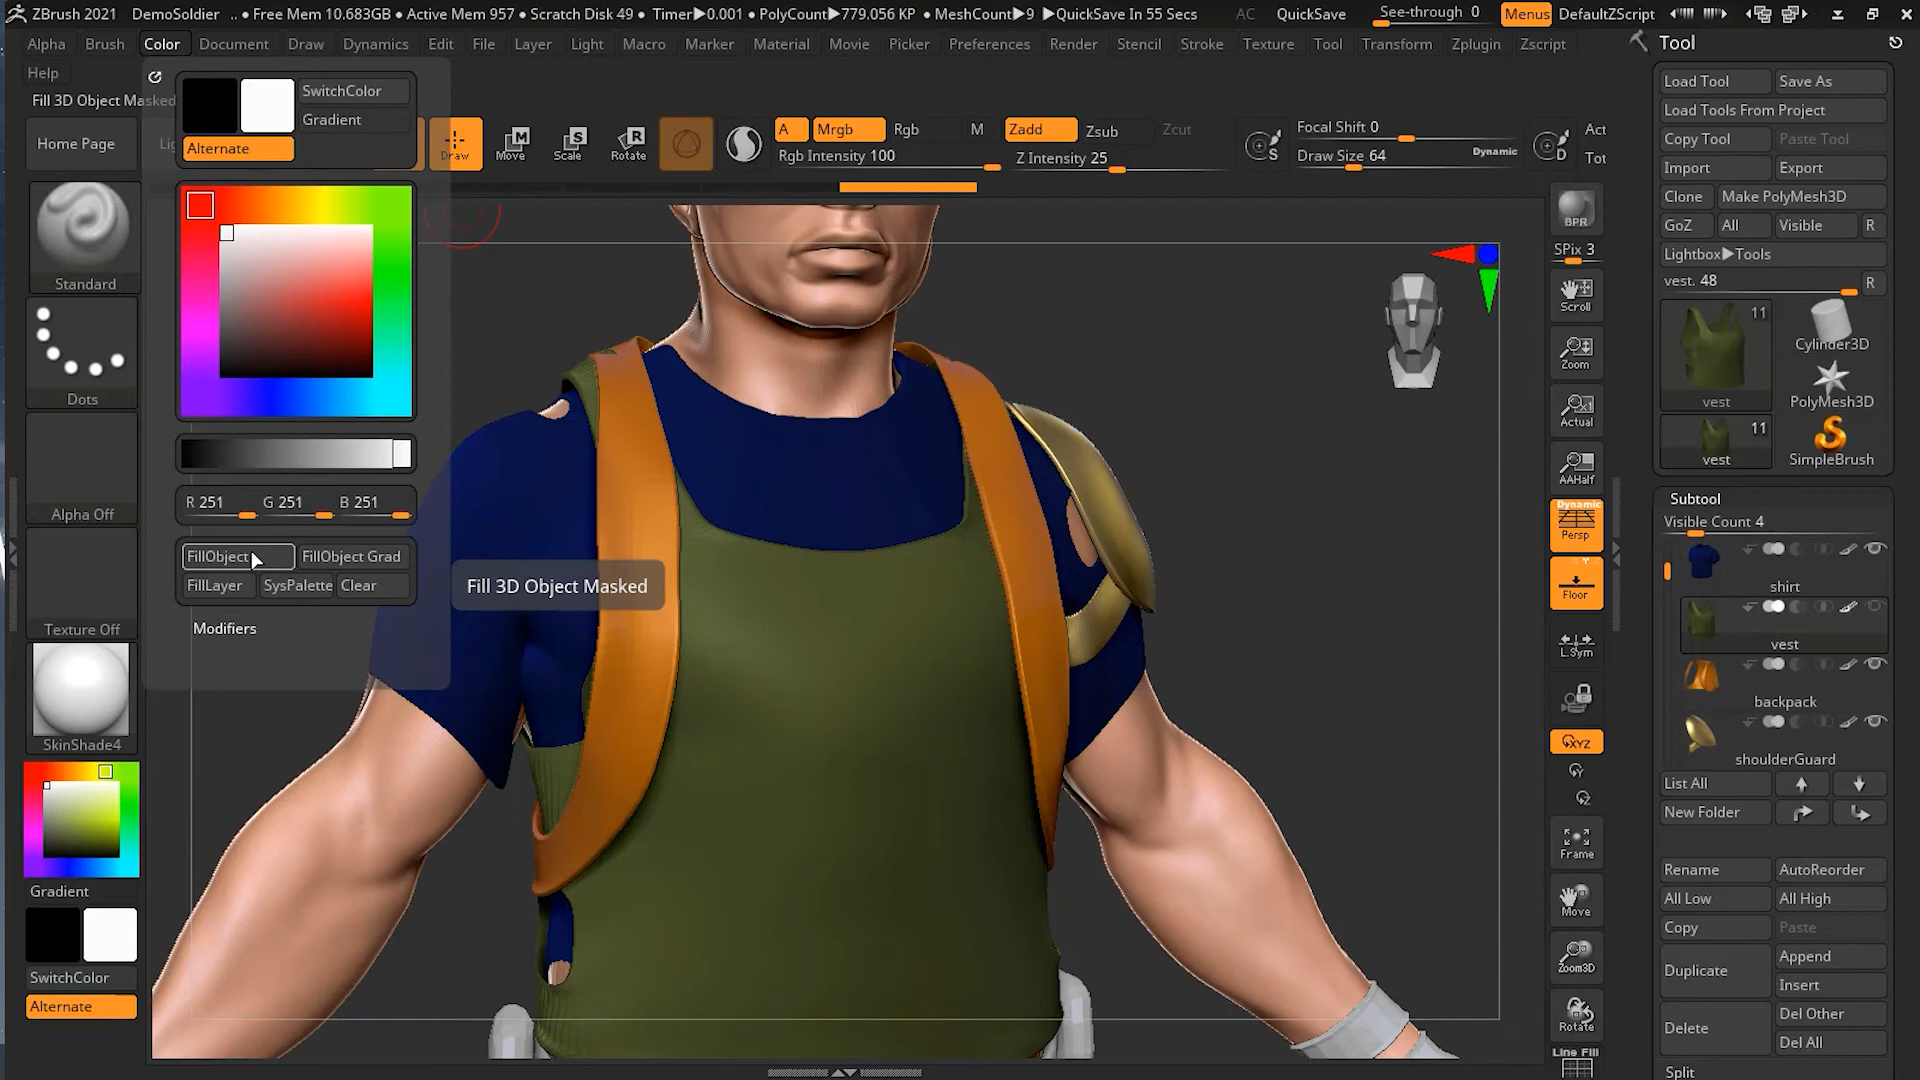 ZBrush 2021 DemoSoldier .. ● Free Mem 10.683GB ● Active Mem 957 ● Scratch Disk 49 ● Timer▶0.001 ● PolyCount▶779.056 KP ● MeshCount▶9 ▶QuickSave In 55 Secs AC QuickSave See-through 0 Menus DefaultZScript
Alpha Brush Color Document Draw Dynamics Edit File Layer Light Macro Marker Material Movie Picker Preferences Render Stencil Stroke Texture Tool Transform Zplugin Zscript
Help
Fill 3D Object Masked
Home Page
SwitchColor
Gradient
Alternate
Draw Move Scale Rotate
A Mrgb Rgb M Zadd Zsub Zcut
Rgb Intensity 100 Z Intensity 25
S
Focal Shift 0
Draw Size 64 Dynamic
D
Act
Tot
Standard
Dots
Alpha Off
Texture Off
SkinShade4
Gradient
SwitchColor
Alternate
R 251 G 251 B 251
FillObject FillObject Grad
FillLayer SysPalette Clear
Modifiers
Fill 3D Object Masked
BPR
SPix 3
Scroll
Zoom
Actual
AAHalf
Dynamic
Persp
Floor
L.Sym
XYZ
Y
Z
Frame
Move
Zoom3D
Rotate
Line Fill
Tool
Load Tool Save As
Load Tools From Project
Copy Tool Paste Tool
Import Export
Clone Make PolyMesh3D
GoZ All Visible R
Lightbox▶Tools
vest. 48 R
11
vest
Cylinder3D
PolyMesh3D
11
vest
SimpleBrush
Subtool
Visible Count 4
shirt
vest
backpack
shoulderGuard
List All
New Folder
Rename AutoReorder
All Low All High
Copy Paste
Duplicate Append
Insert
Delete Del Other
Del All
Split